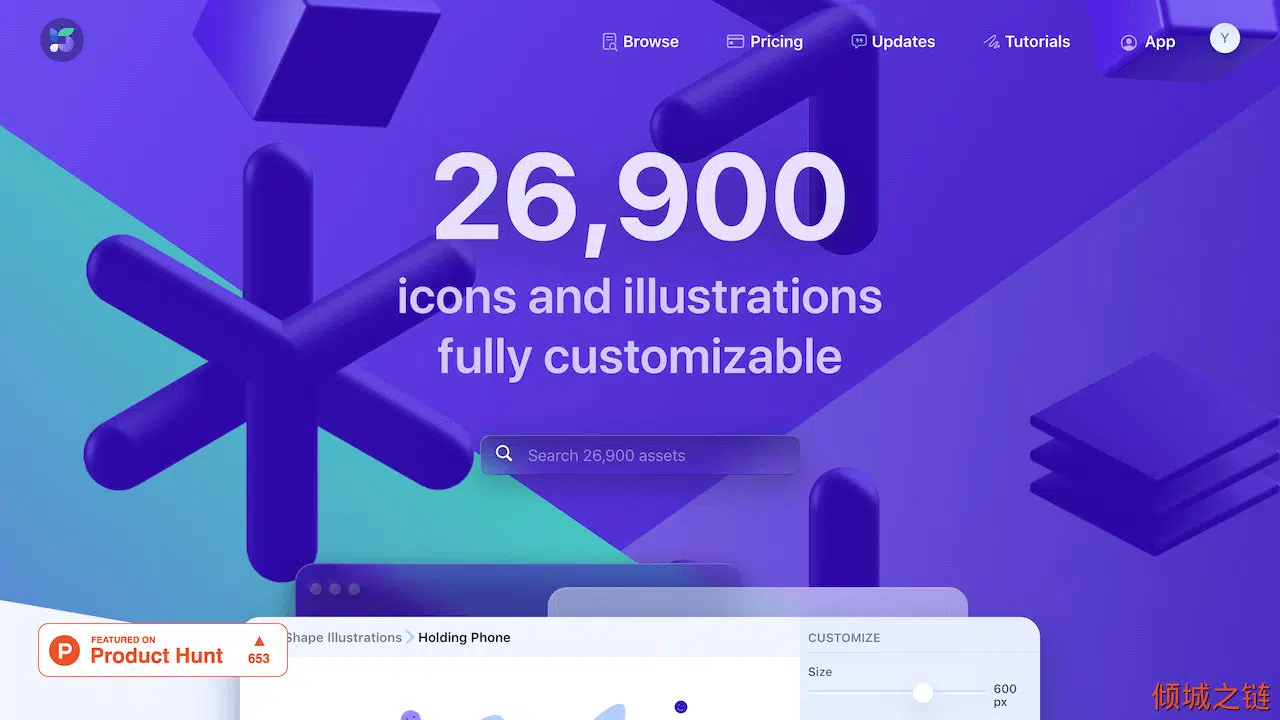 Browse
Pricing
Updates
Tutorials
App
Y
26,900
icons and illustrations
fully customizable
Search 26,900 assets
FEATURED ON
Product Hunt
653
Shape Illustrations
Holding Phone
CUSTOMIZE
Size
600
px
倾城之链